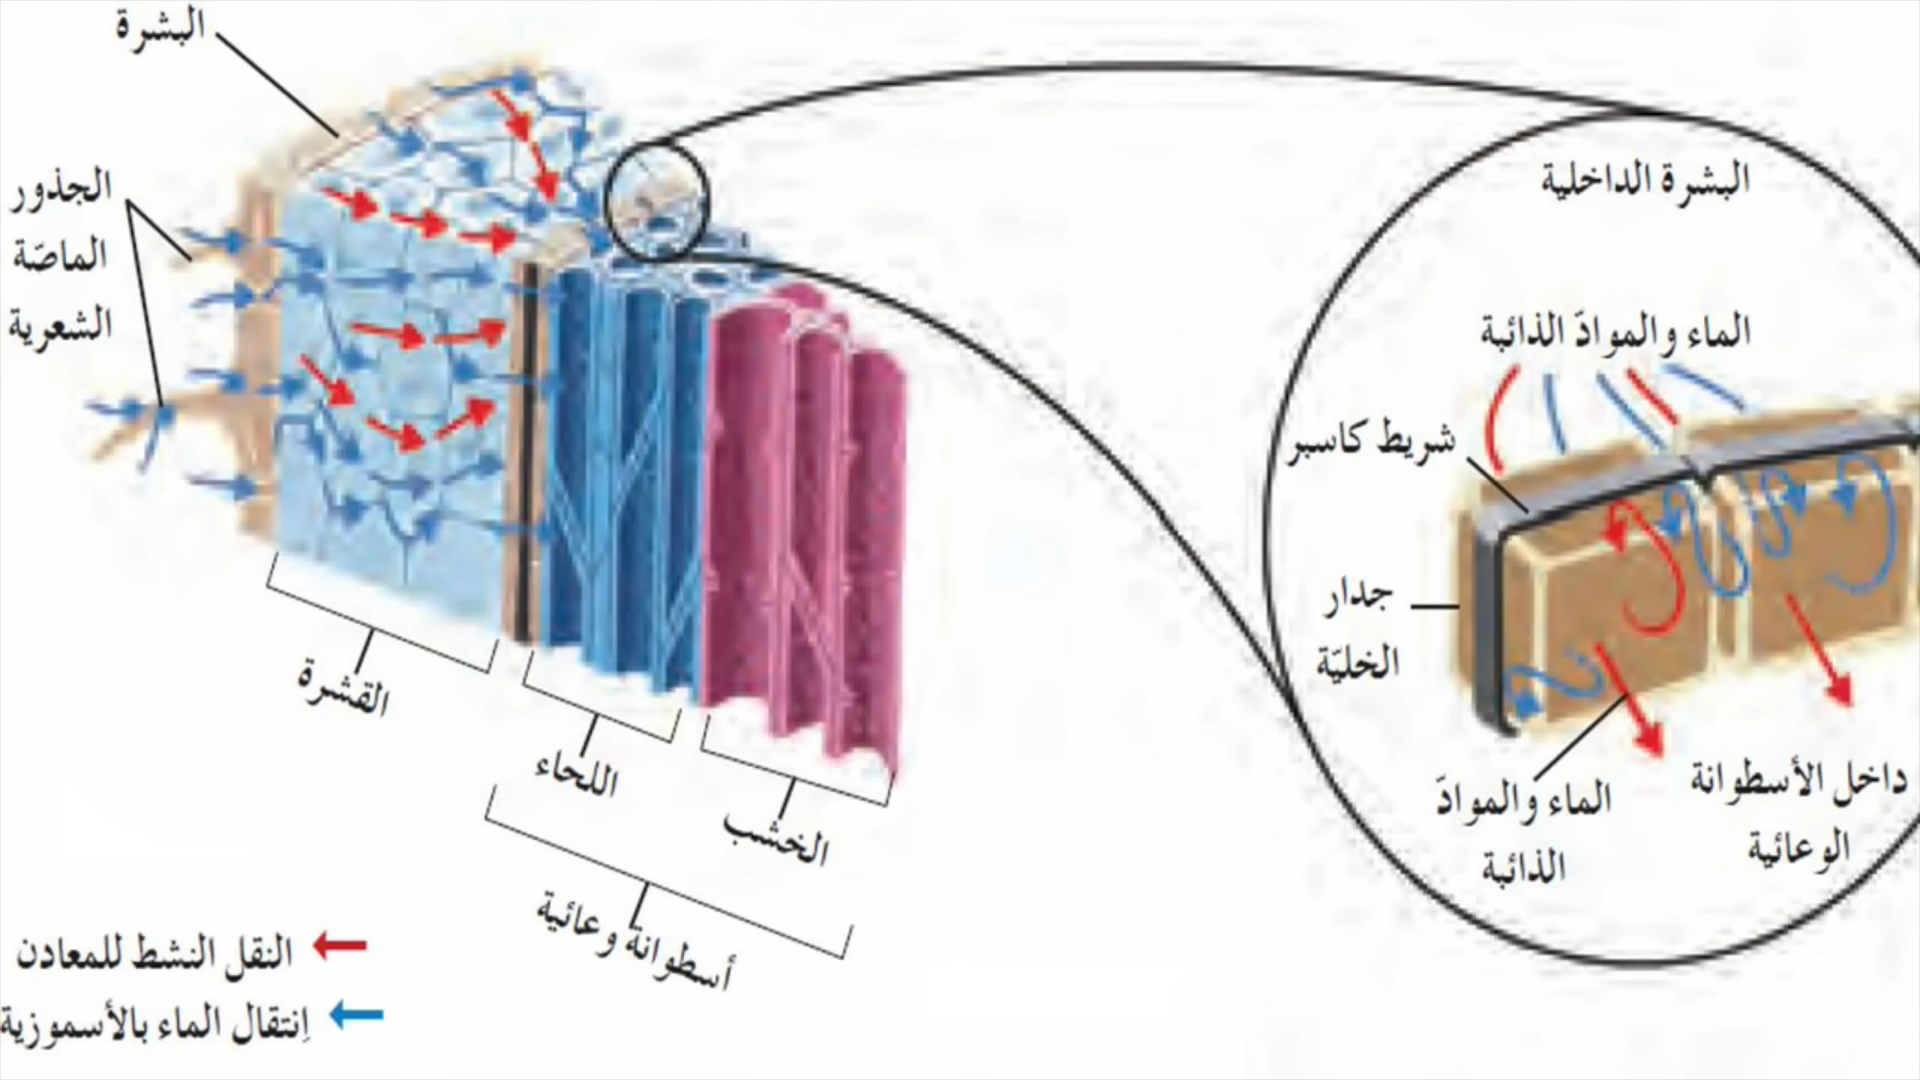 البشرة
الجذور
الماصّة
الشعرية
القشرة
اللحاء
الخشب
أسطوانة وعائية
النقل النشط للمعادن
إنتقال الماء بالأسموزية
البشرة الداخلية
الماء والموادّ الذائبة
شريط كاسبر
جدار
الخليّة
الماء والموادّ
الذائبة
داخل الأسطوانة
الوعائية